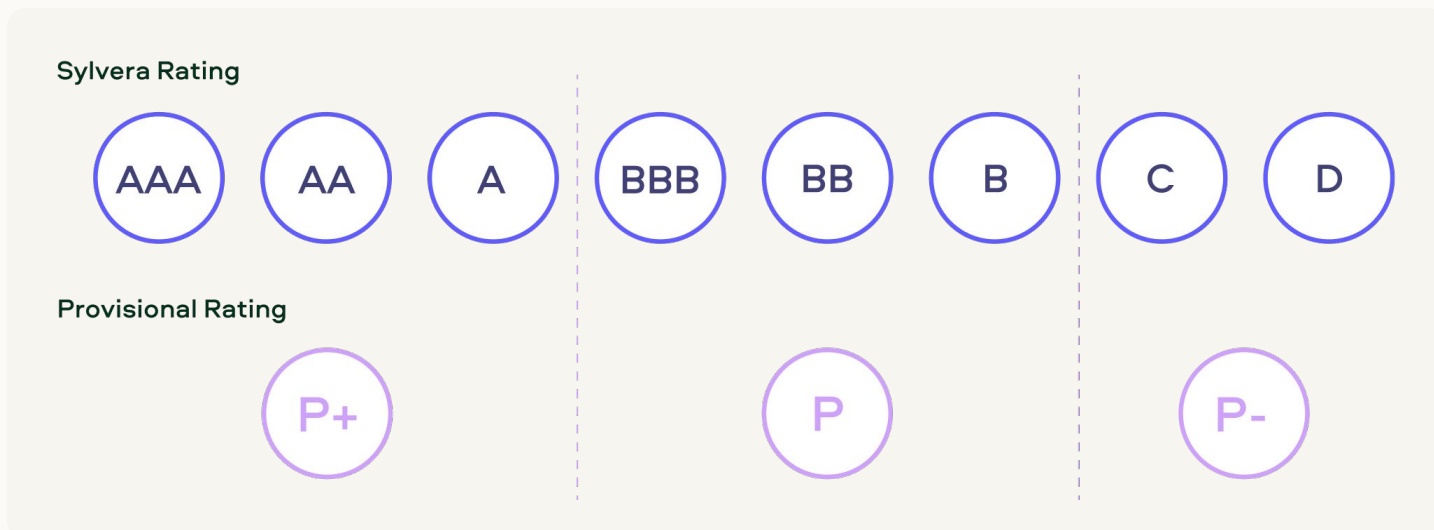 Sylvera Rating
AAA AA A BBB BB B C D
Provisional Rating
P+ P P-